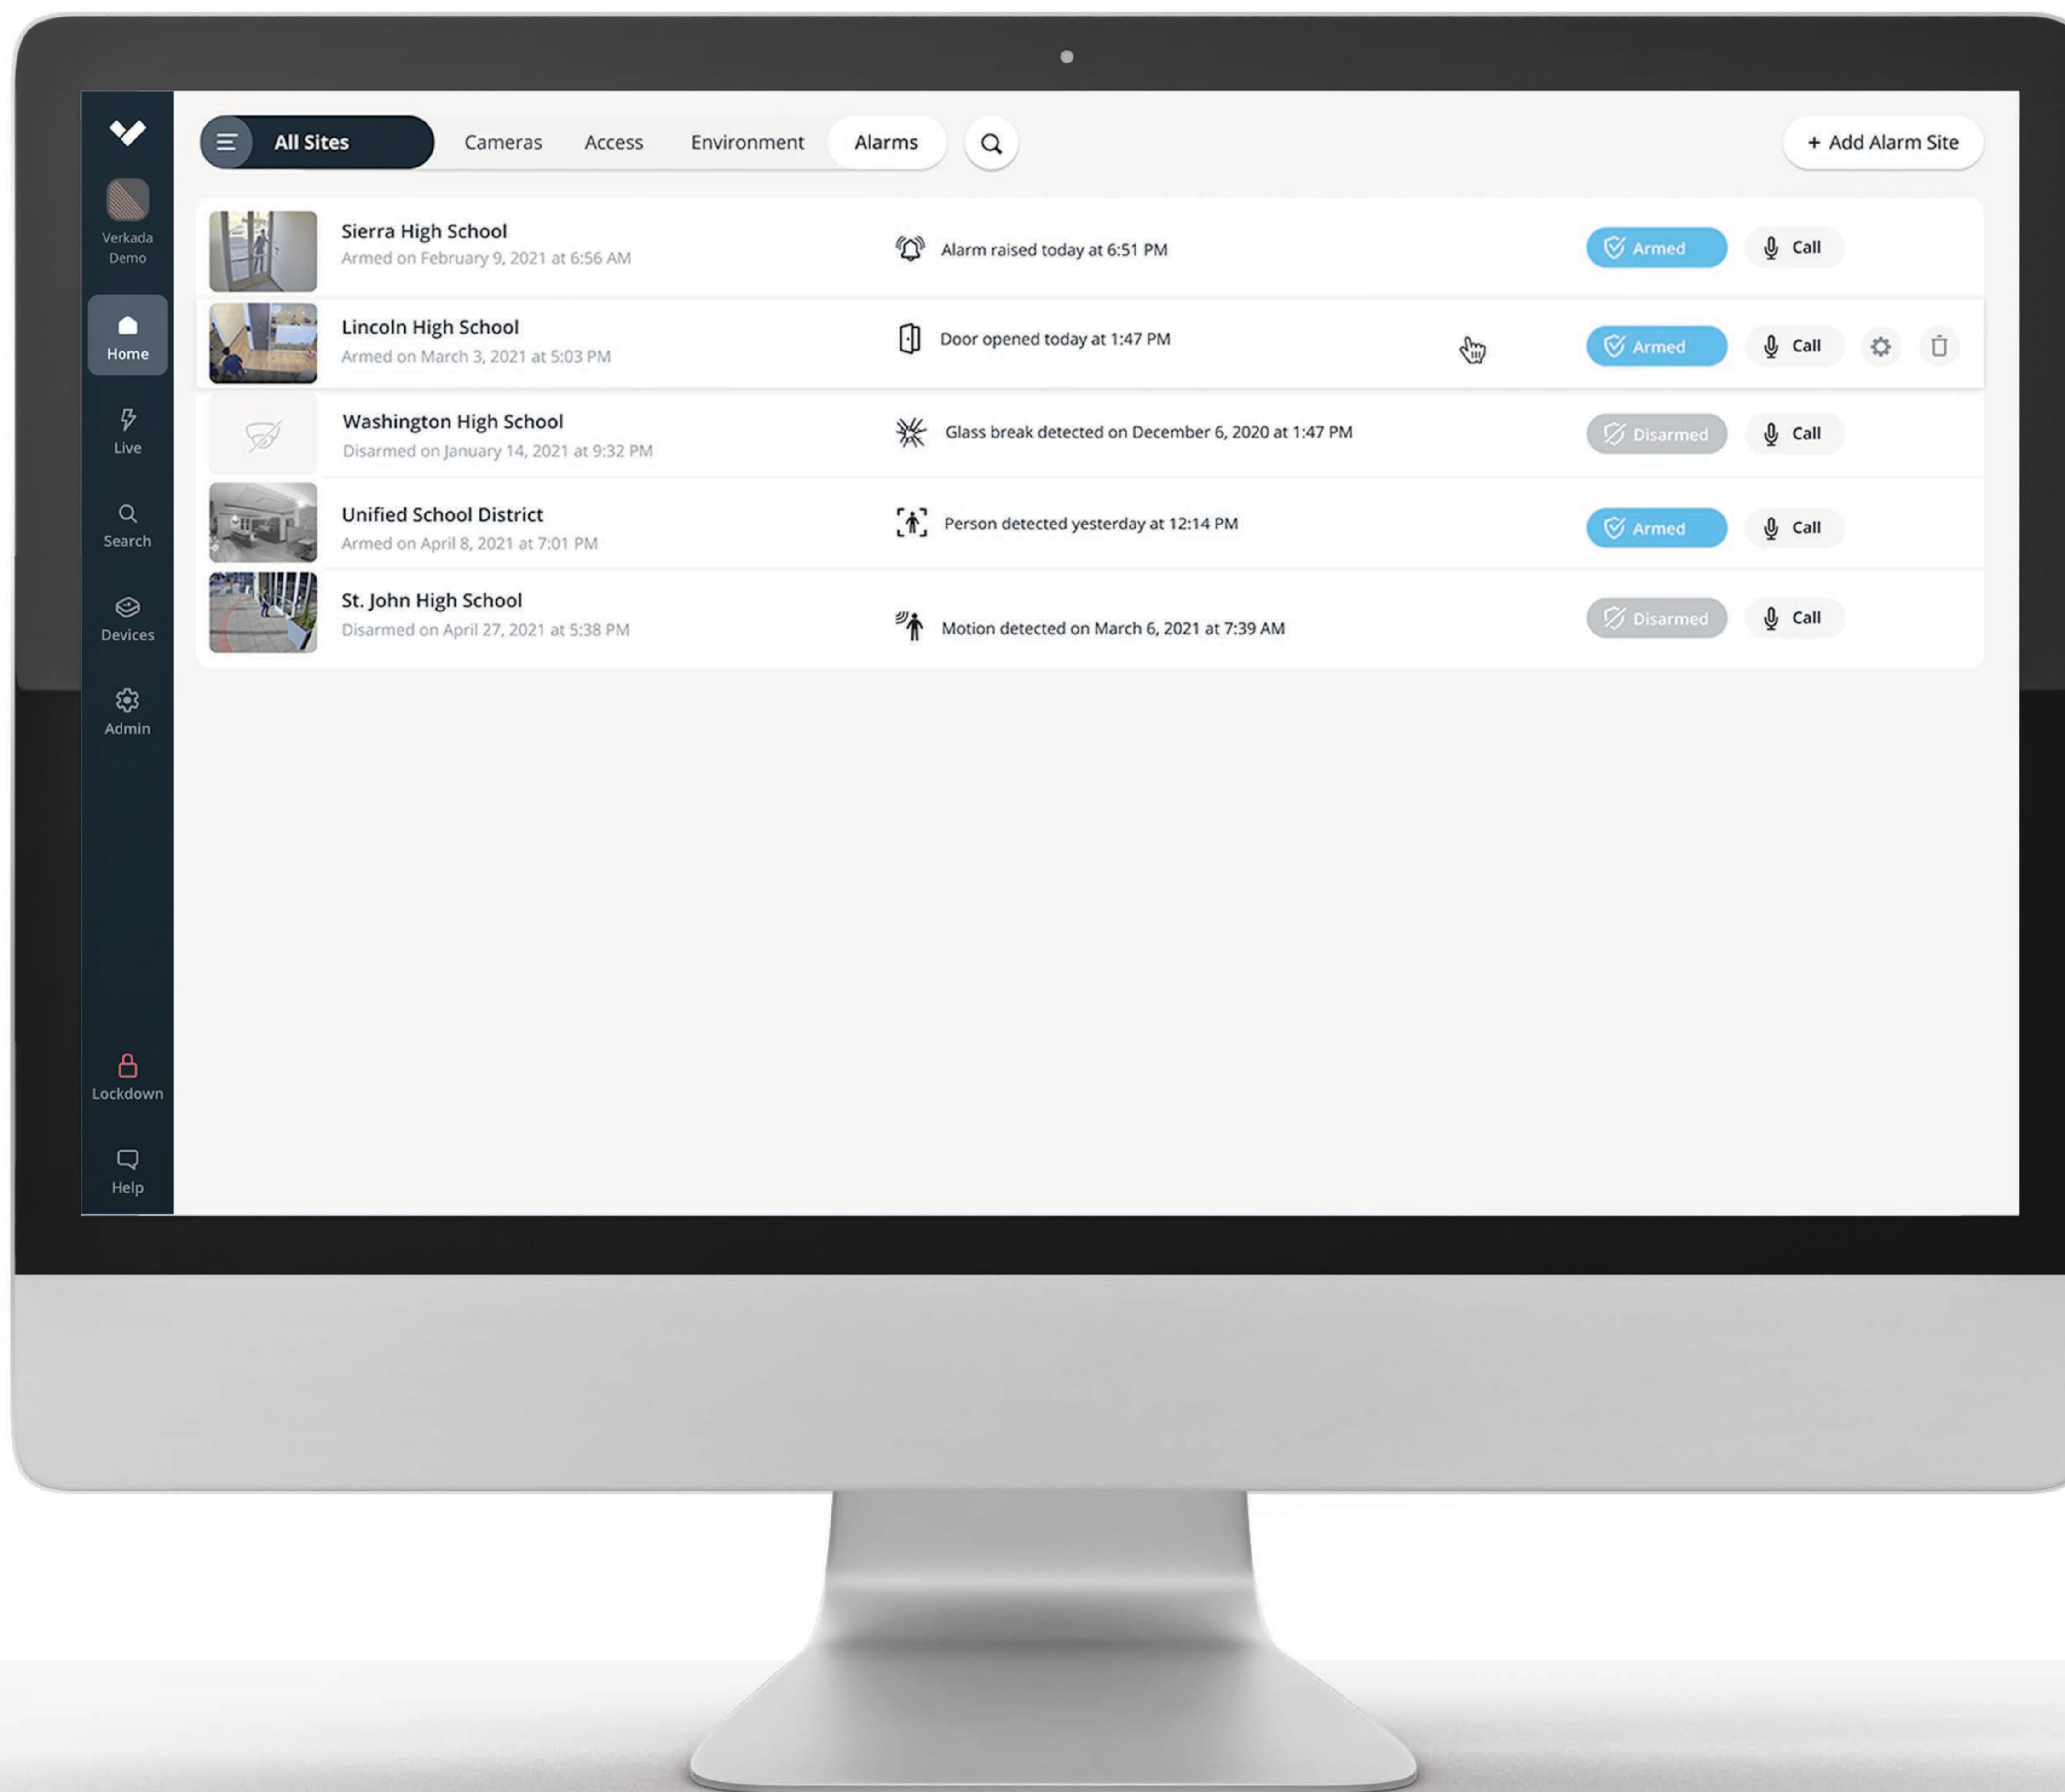 All Sites
Cameras
Access
Environment
Alarms
+ Add Alarm Site
Verkada
Demo
Home
Live
Search
Devices
Admin
Lockdown
Help
Sierra High School
Armed on February 9, 2021 at 6:56 AM
Alarm raised today at 6:51 PM
Armed
Call
Lincoln High School
Armed on March 3, 2021 at 5:03 PM
Door opened today at 1:47 PM
Armed
Call
Washington High School
Disarmed on January 14, 2021 at 9:32 PM
Glass break detected on December 6, 2020 at 1:47 PM
Disarmed
Call
Unified School District
Armed on April 8, 2021 at 7:01 PM
Person detected yesterday at 12:14 PM
Armed
Call
St. John High School
Disarmed on April 27, 2021 at 5:38 PM
Motion detected on March 6, 2021 at 7:39 AM
Disarmed
Call